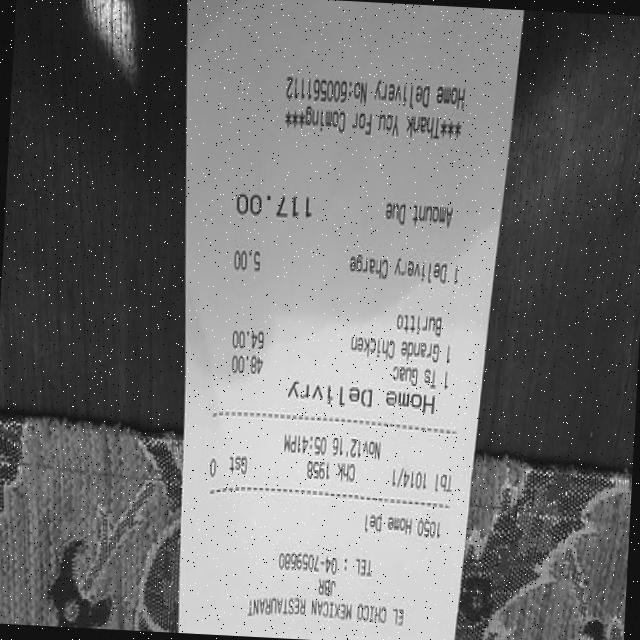 EL CHICO MEXICAN RESTAURANT
JBR
TEL : 04-7059680
1050 Home Del
Tbl 1014/1 Chk 1958 Gst 0
Nov12'16 05:41PM
Home Delivry
1 Ts Guac 48.00
1 Grande Chicken 64.00
Buritto
1 Delivery Charge 5.00
Amount Due 117.00
***Thank You For Coming***
Home Delivery No:600561112